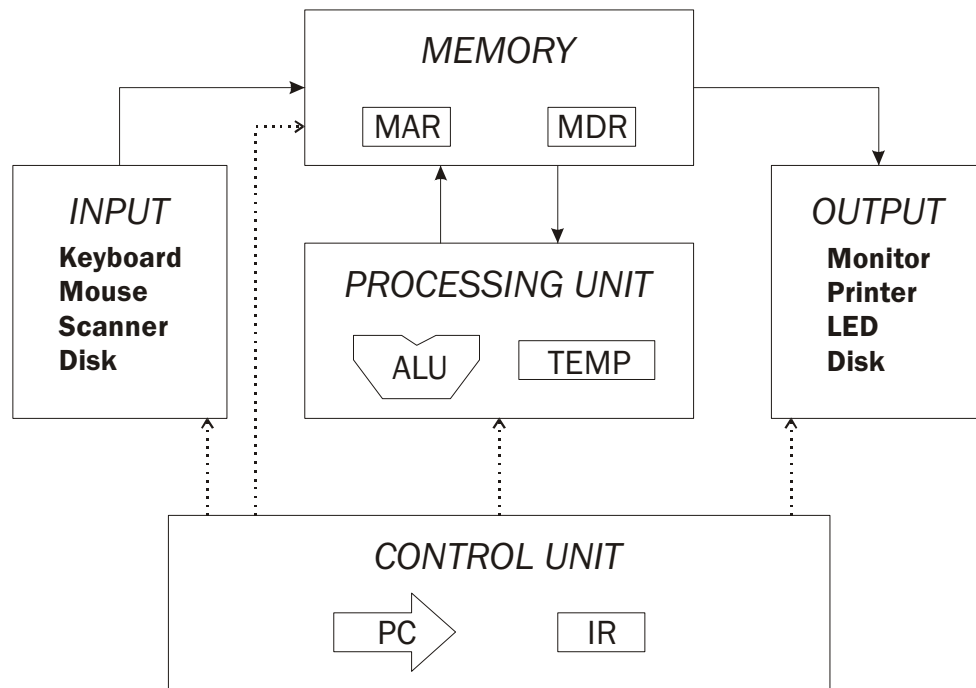 MEMORY
MAR
MDR
INPUT
Keyboard
Mouse
Scanner
Disk
PROCESSING UNIT
ALU
TEMP
OUTPUT
Monitor
Printer
LED
Disk
CONTROL UNIT
PC
IR